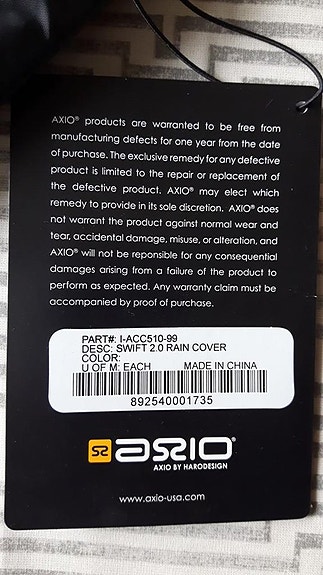 AXIO® products are warranted to be free from
manufacturing defects for one year from the date
of purchase. The exclusive remedy for any defective
product is limited to the repair or replacement of
the defective product. AXIO® may elect which
remedy to provide in its sole discretion. AXIO® does
not warrant the product against normal wear and
tear, accidental damage, misuse, or alteration, and
AXIO® will not be reponsible for any consequential
damages arising from a failure of the product to
perform as expected. Any warranty claim must be
accompanied by proof of purchase.
PART#: I-ACC510-99
DESC: SWIFT 2.0 RAIN COVER
COLOR:
U OF M: EACH MADE IN CHINA
892540001735
AXIO®
AXIO BY HARODESIGN
www.axio-usa.com